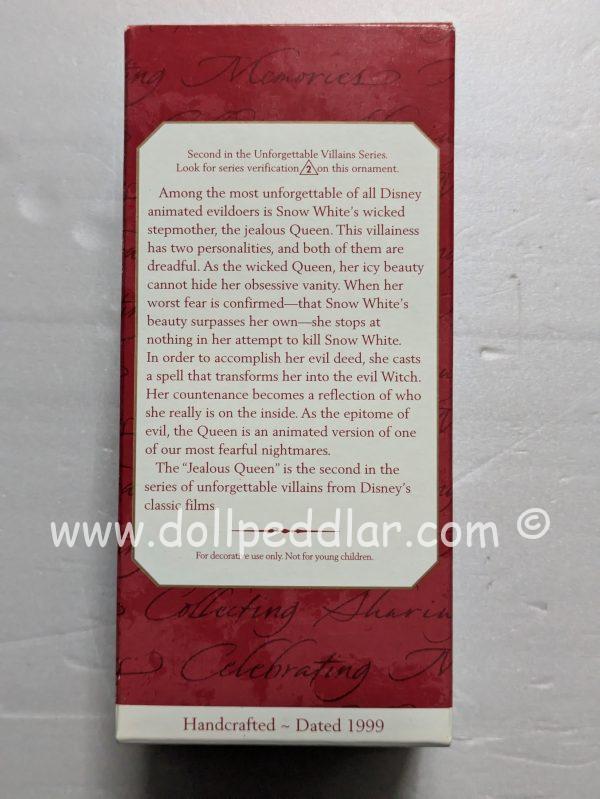 ing Memories
Second in the Unforgettable Villains Series.
Look for series verification 2 on this ornament.
Among the most unforgettable of all Disney
animated evildoers is Snow White's wicked
stepmother, the jealous Queen. This villainess
has two personalities, and both of them are
dreadful. As the wicked Queen, her icy beauty
cannot hide her obsessive vanity. When her
worst fear is confirmed—that Snow White's
beauty surpasses her own—she stops at
nothing in her attempt to kill Snow White.
In order to accomplish her evil deed, she casts
a spell that transforms her into the evil Witch.
Her countenance becomes a reflection of who
she really is on the inside. As the epitome of
evil, the Queen is an animated version of one
of our most fearful nightmares.
The "Jealous Queen" is the second in the
series of unforgettable villains from Disney's
classic films.
www.dollpeddlar.com ©
For decorative use only. Not for young children.
Collecting Sharin
Celebrating M
Handcrafted ~ Dated 1999